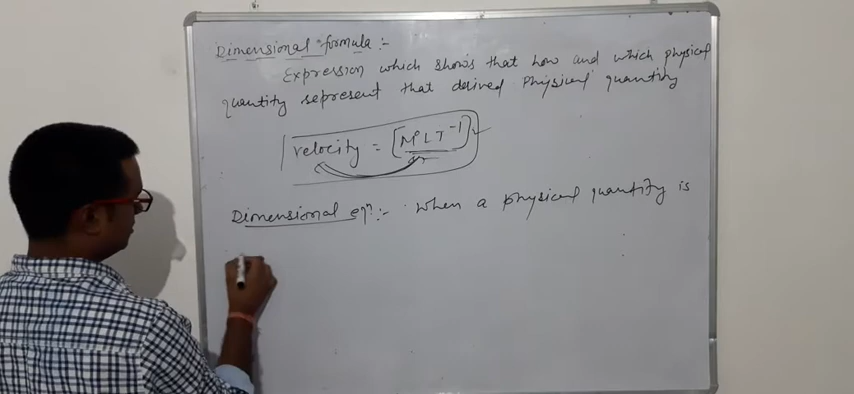 Dimensional formula :-
Expression which shows that how and which physical
quantity represent that derived Physical quantity
velocity = [M⁰LT⁻¹]
Dimensional eqⁿ :- When a physical quantity is